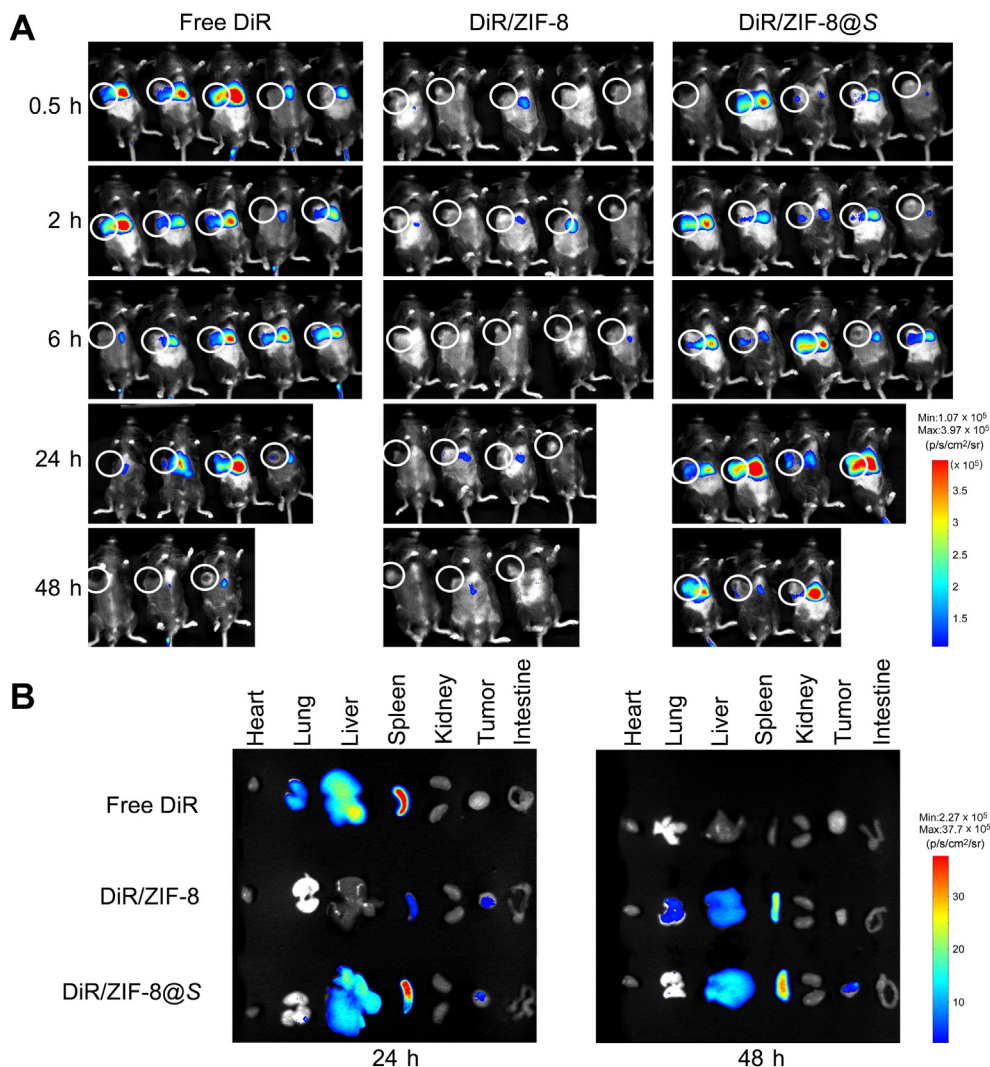 A
Free DiR
DiR/ZIF-8
DiR/ZIF-8@S
0.5 h
2 h
6 h
24 h
48 h
Min:1.07 x 10⁵
Max:3.97 x 10⁵
(p/s/cm²/sr)
(x 10⁵)
3.5
3
2.5
2
1.5
B
Heart
Lung
Liver
Spleen
Kidney
Tumor
Intestine
Heart
Lung
Liver
Spleen
Kidney
Tumor
Intestine
Free DiR
DiR/ZIF-8
DiR/ZIF-8@S
Min:2.27 x 10⁵
Max:37.7 x 10⁵
(p/s/cm²/sr)
30
20
10
24 h
48 h